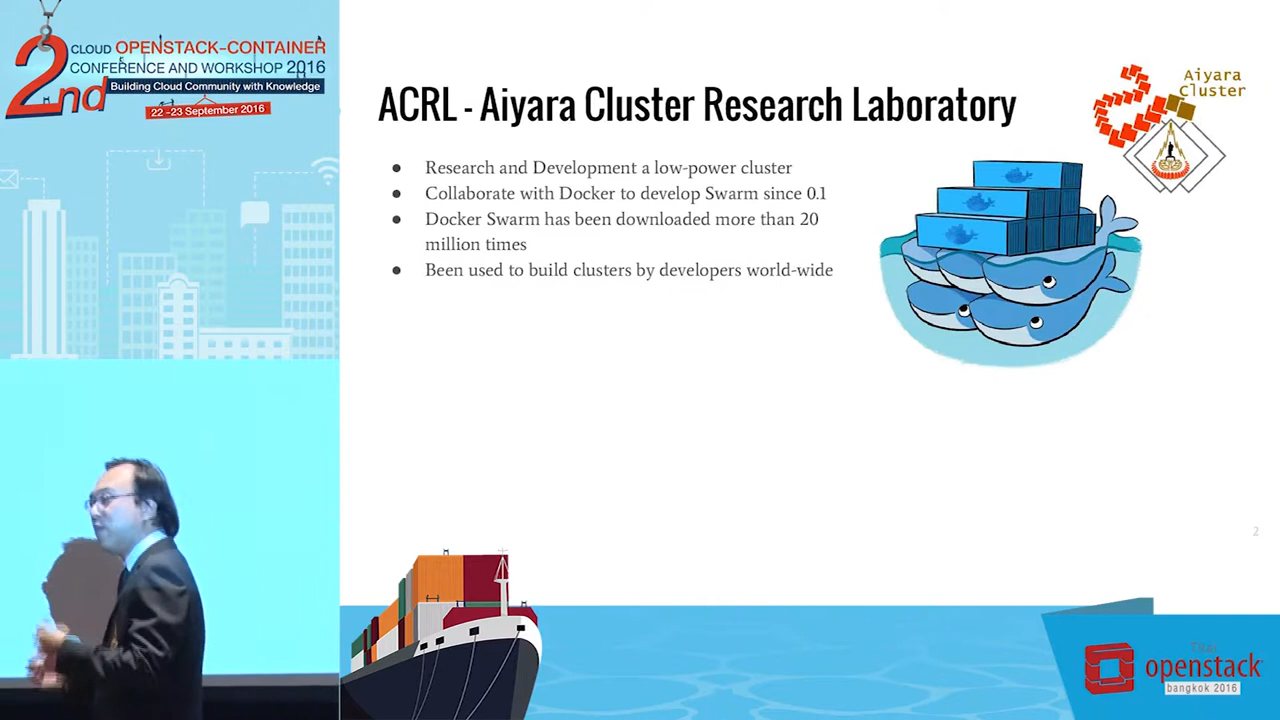 2nd
CLOUD OPENSTACK-CONTAINER
CONFERENCE AND WORKSHOP 2016
Building Cloud Community with Knowledge
22 -23 September 2016
ACRL - Aiyara Cluster Research Laboratory
Aiyara
Cluster
● Research and Development a low-power cluster
● Collaborate with Docker to develop Swarm since 0.1
● Docker Swarm has been downloaded more than 20
million times
● Been used to build clusters by developers world-wide
2
Thai
openstack
bangkok 2016